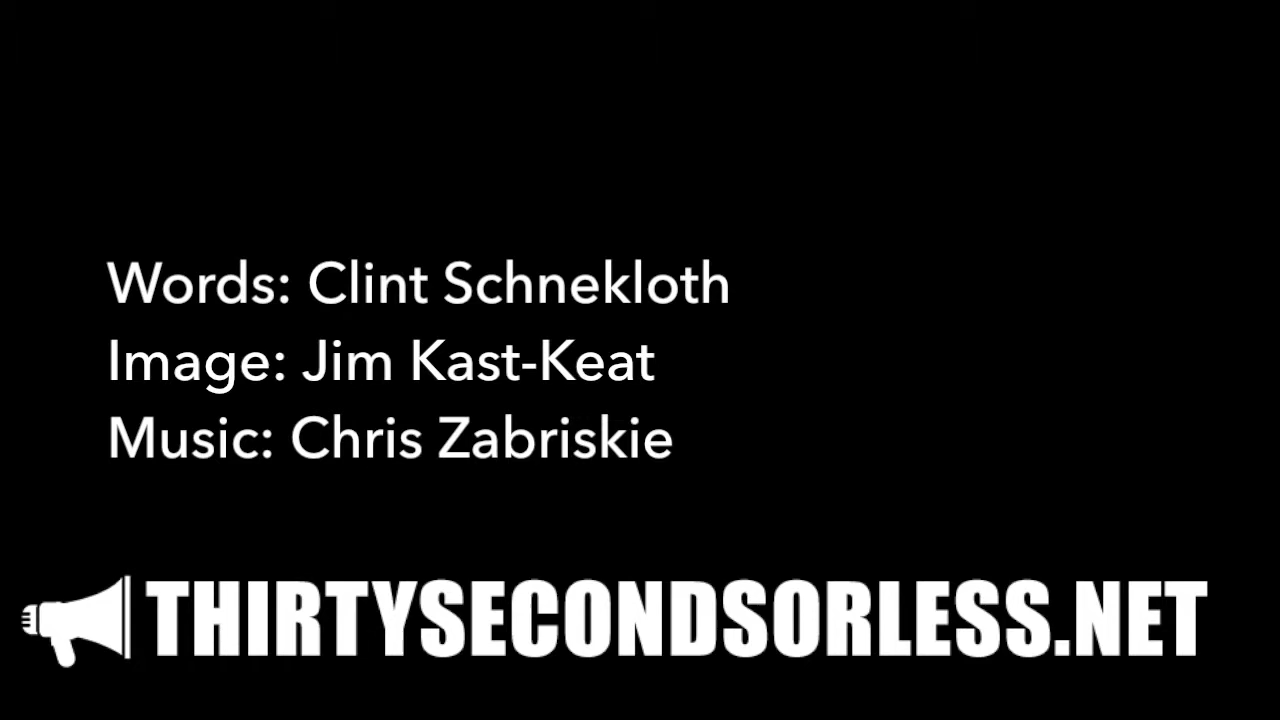 Words: Clint Schnekloth
Image: Jim Kast-Keat
Music: Chris Zabriskie
THIRTYSECONDSORLESS.NET